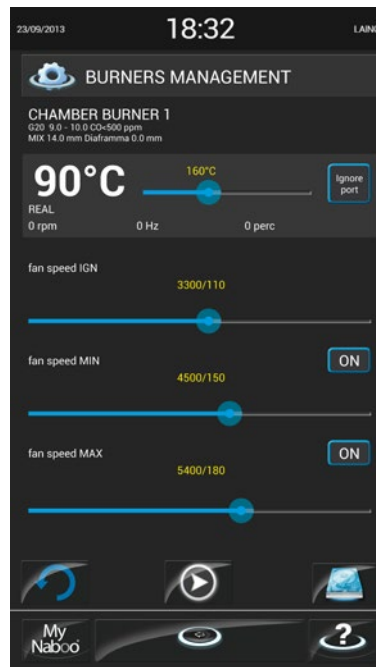 23/09/2013 18:32 LAING
BURNERS MANAGEMENT
CHAMBER BURNER 1
G20 9.0 - 10.0 CO<500 ppm
MIX 14.0 mm Diaframma 0.0 mm
90°C
160°C
Ignore port
REAL
0 rpm 0 Hz 0 perc
fan speed IGN
3300/110
fan speed MIN
ON
4500/150
fan speed MAX
ON
5400/180
My
Naboo
?